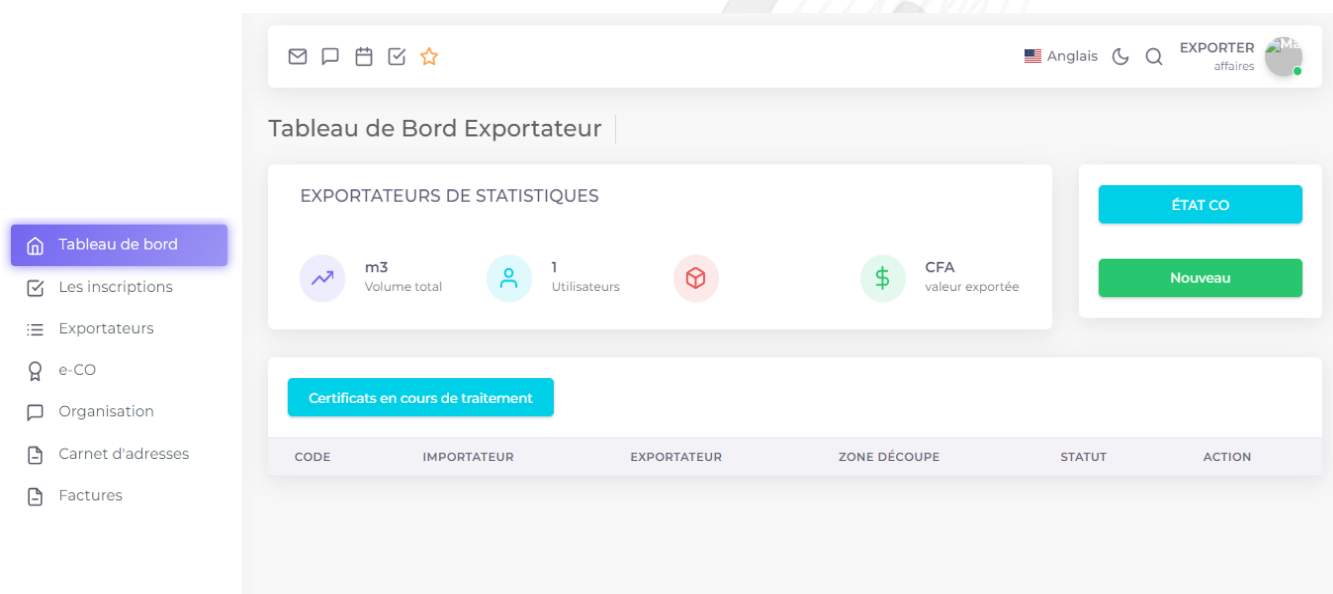 Anglais
EXPORTER
affaires
Ma
Tableau de Bord Exportateur
Tableau de bord
Les inscriptions
Exportateurs
e-CO
Organisation
Carnet d'adresses
Factures
EXPORTATEURS DE STATISTIQUES
m3
Volume total
1
Utilisateurs
CFA
valeur exportée
ÉTAT CO
Nouveau
Certificats en cours de traitement
CODE IMPORTATEUR EXPORTATEUR ZONE DÉCOUPE STATUT ACTION